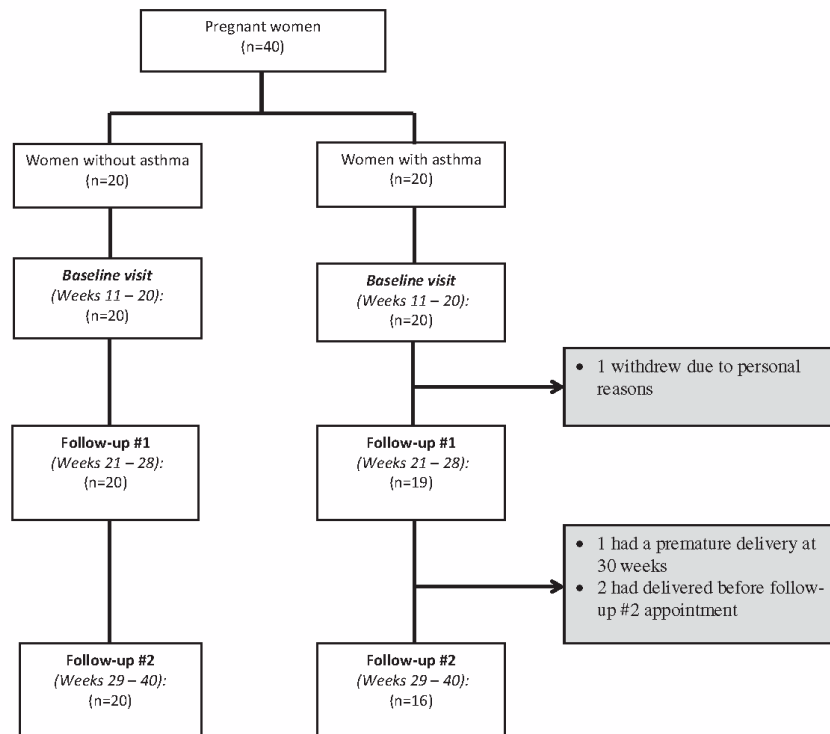 Pregnant women
(n=40)
Women without asthma
(n=20)
Women with asthma
(n=20)
Baseline visit
(Weeks 11 – 20):
(n=20)
Baseline visit
(Weeks 11 – 20):
(n=20)
• 1 withdrew due to personal
reasons
Follow-up #1
(Weeks 21 – 28):
(n=20)
Follow-up #1
(Weeks 21 – 28):
(n=19)
• 1 had a premature delivery at
30 weeks
• 2 had delivered before follow-
up #2 appointment
Follow-up #2
(Weeks 29 – 40):
(n=20)
Follow-up #2
(Weeks 29 – 40):
(n=16)